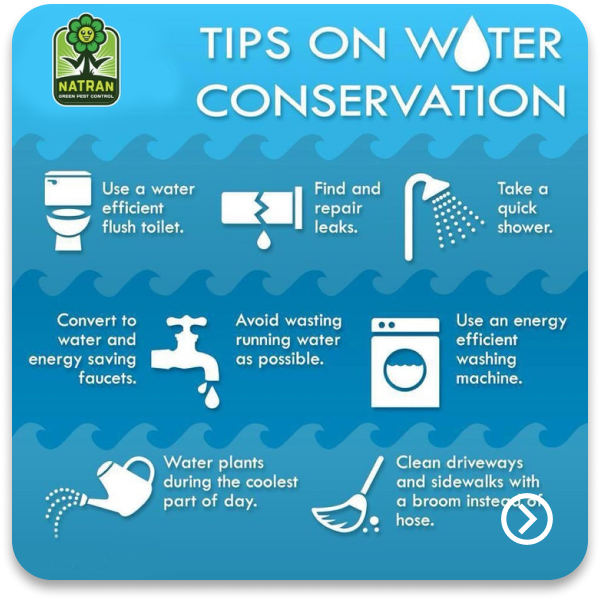 NATRAN
GREEN PEST CONTROL
TIPS ON WATER
CONSERVATION
Use a water
efficient
flush toilet.
Find and
repair
leaks.
Take a
quick
shower.
Convert to
water and
energy saving
faucets.
Avoid wasting
running water
as possible.
Use an energy
efficient
washing
machine.
Water plants
during the coolest
part of day.
Clean driveways
and sidewalks with
a broom instead of
hose.